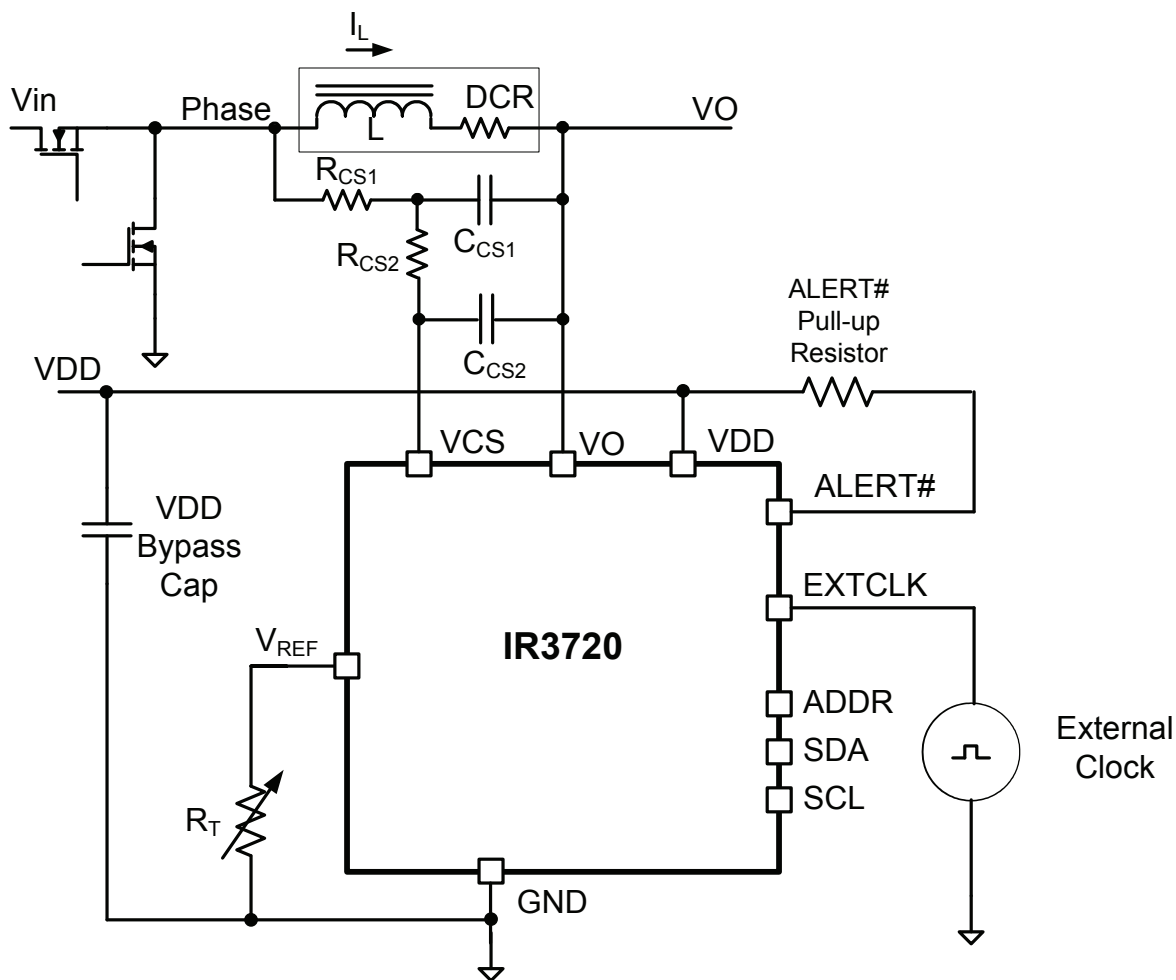 I_L
Vin
Phase
DCR
VO
L
R_CS1
C_CS1
R_CS2
ALERT#
Pull-up
Resistor
C_CS2
VDD
VCS
VO
VDD
ALERT#
VDD
Bypass
Cap
EXTCLK
V_REF
IR3720
ADDR
External
Clock
SDA
SCL
R_T
GND